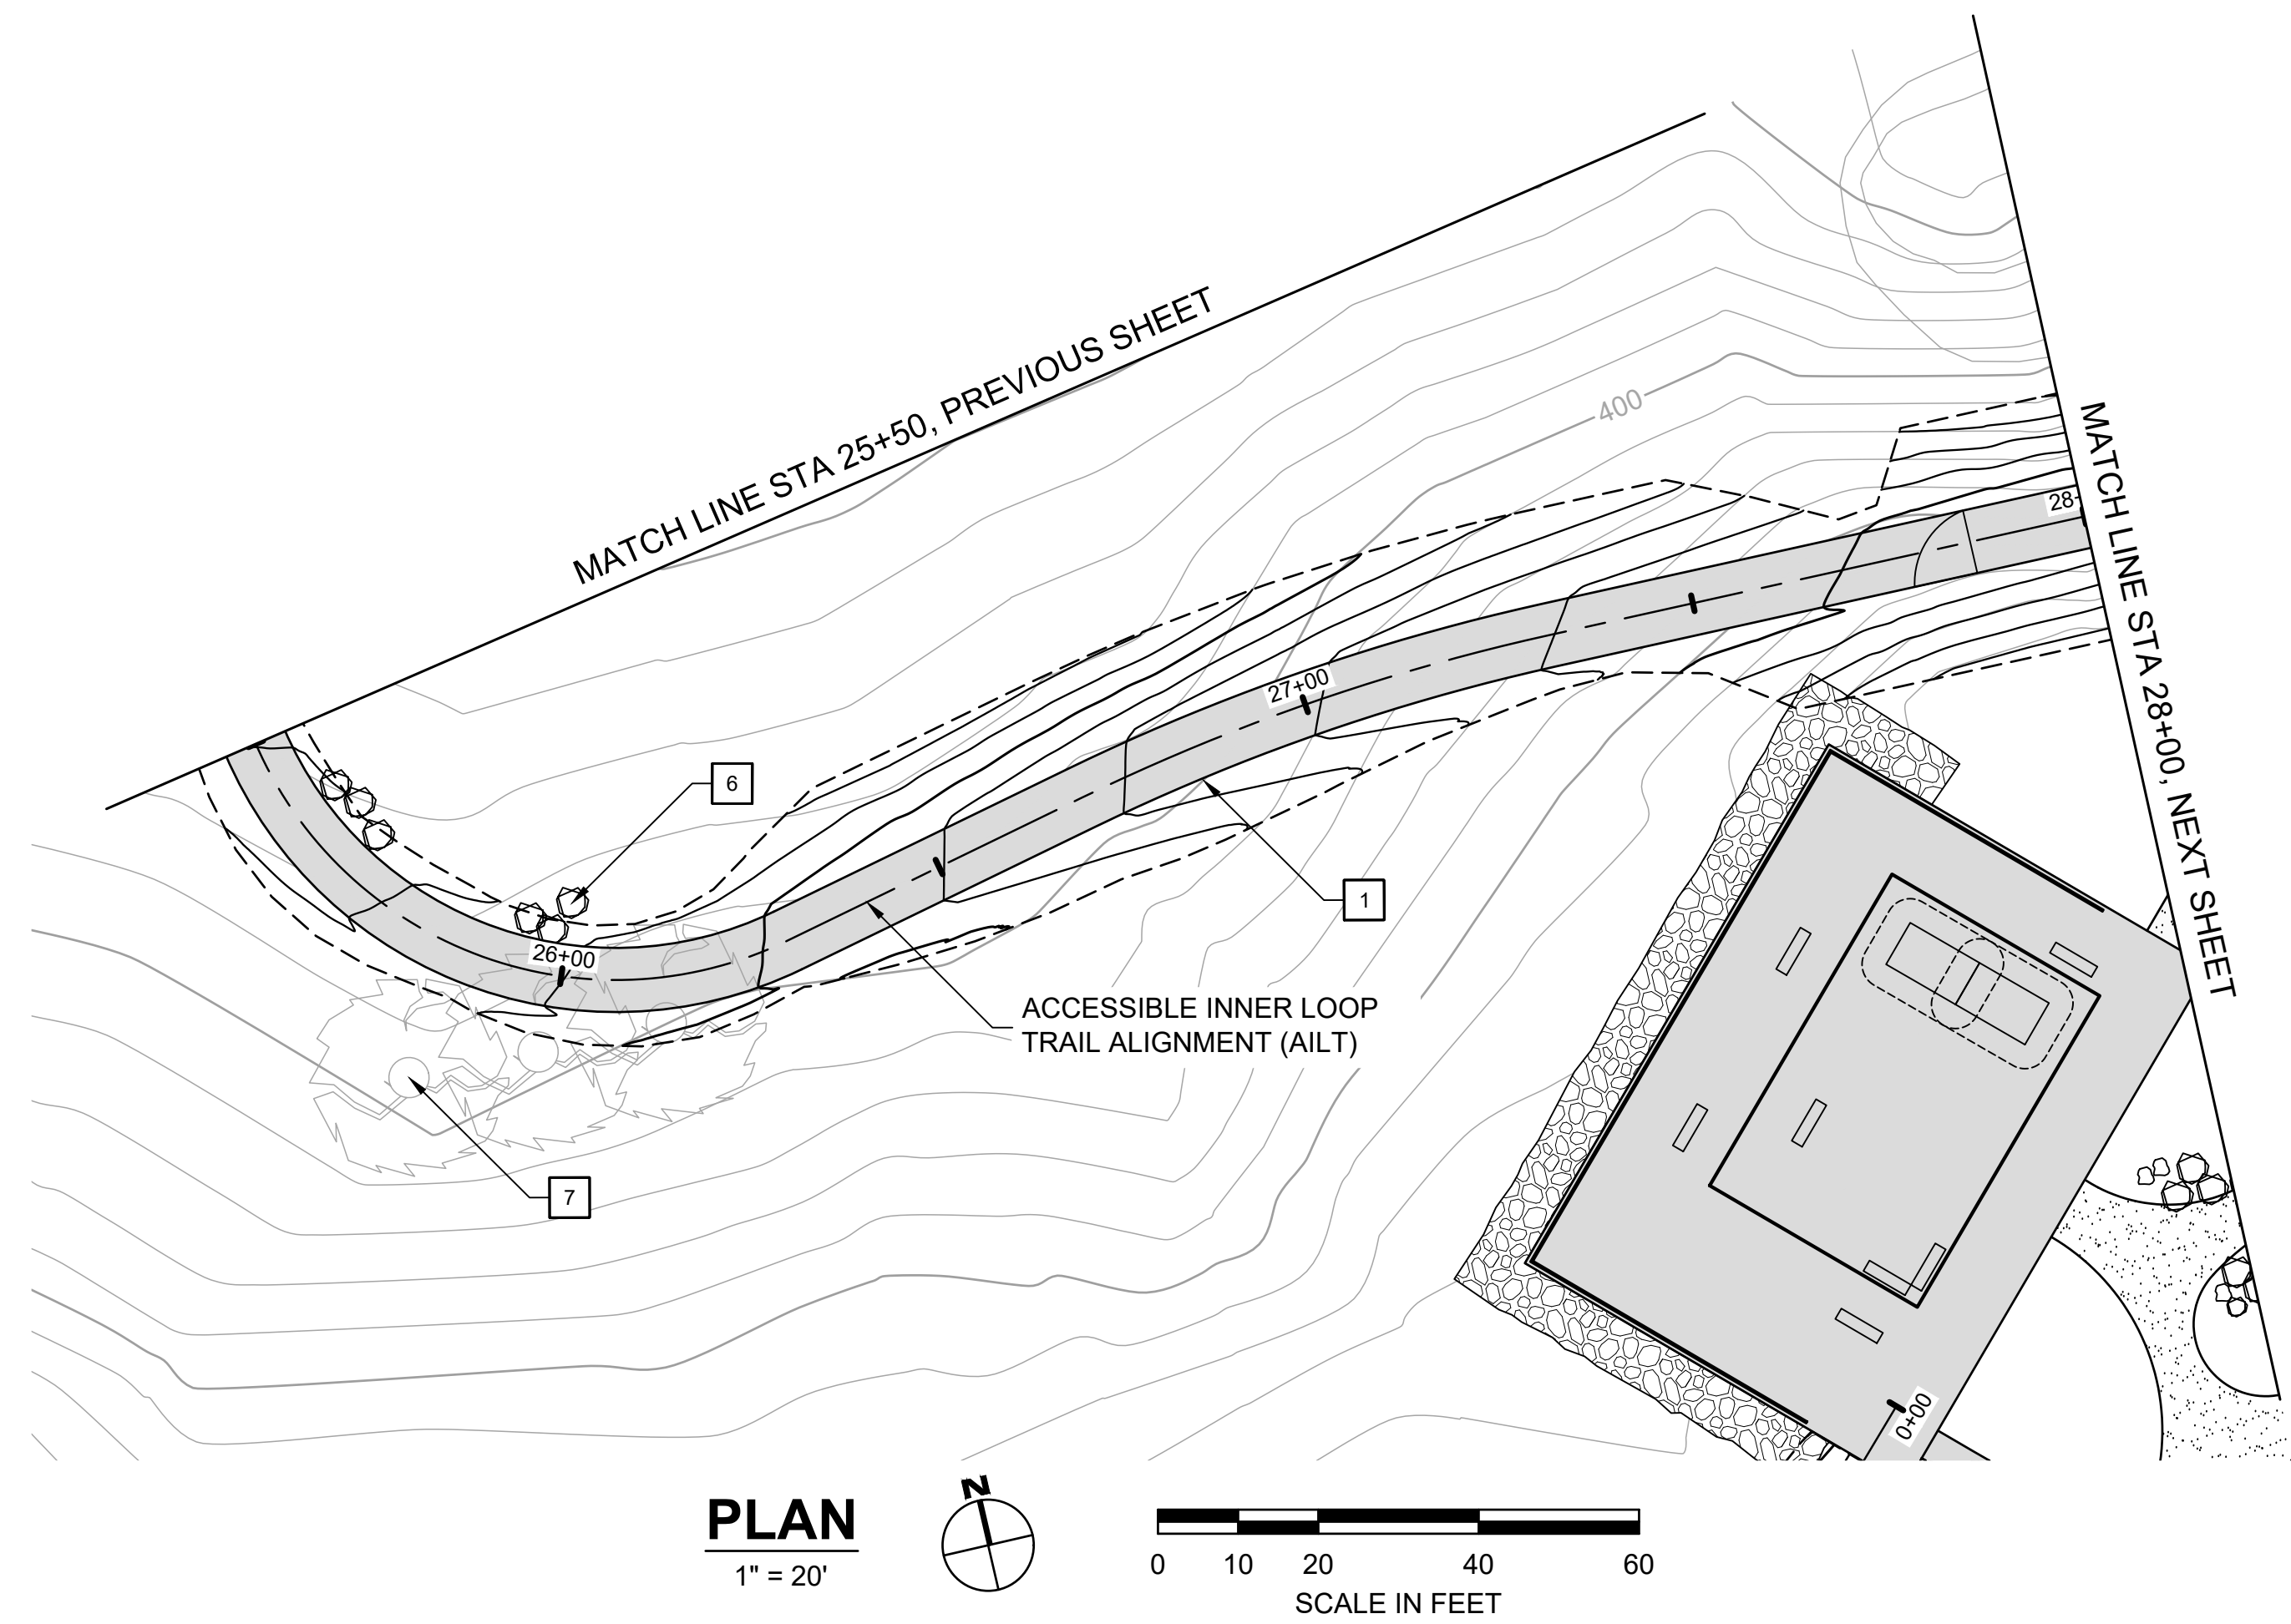 MATCH LINE STA 25+50, PREVIOUS SHEET
400
28+
MATCH LINE STA 28+00, NEXT SHEET
27+00
6
26+00
1
ACCESSIBLE INNER LOOP
TRAIL ALIGNMENT (AILT)
7
0+00
PLAN
1" = 20'
N
0 10 20 40 60
SCALE IN FEET